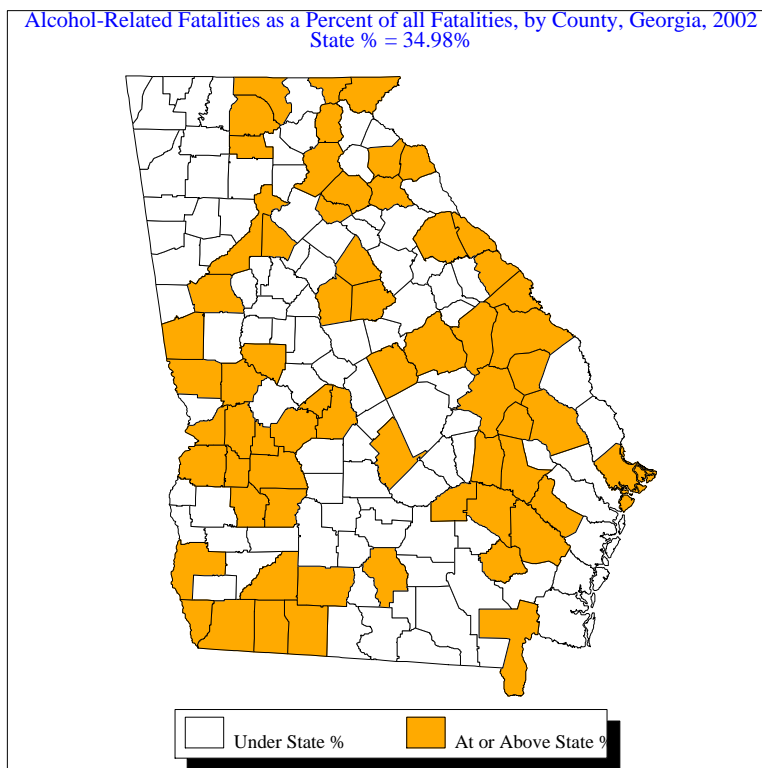 Alcohol-Related Fatalities as a Percent of all Fatalities, by County, Georgia, 2002
State % = 34.98%
Under State %
At or Above State %